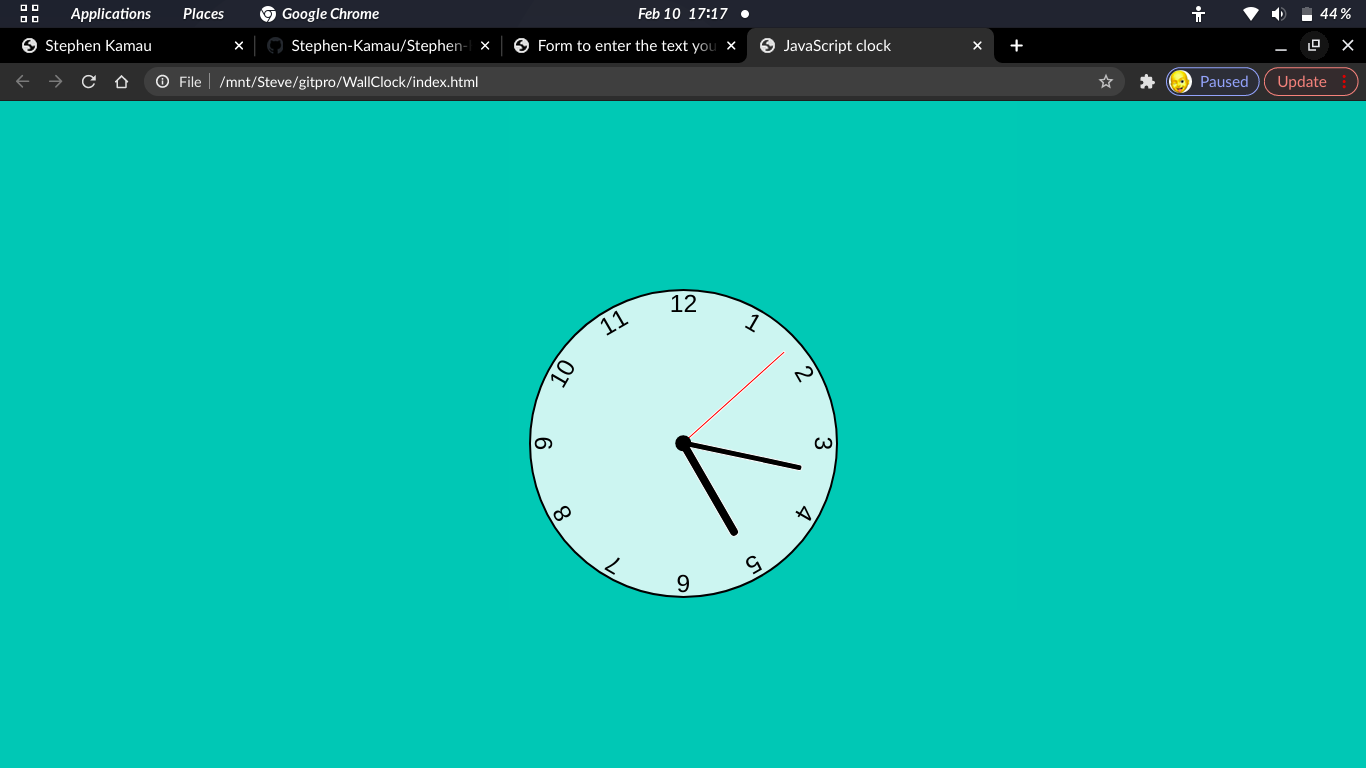 Applications Places Google Chrome Feb 10 17:17 44%
Stephen Kamau Stephen-Kamau/Stephen- Form to enter the text you JavaScript clock
File /mnt/Steve/gitpro/WallClock/index.html Paused Update
12
11 1
10 2
9 3
8 4
7 5
6